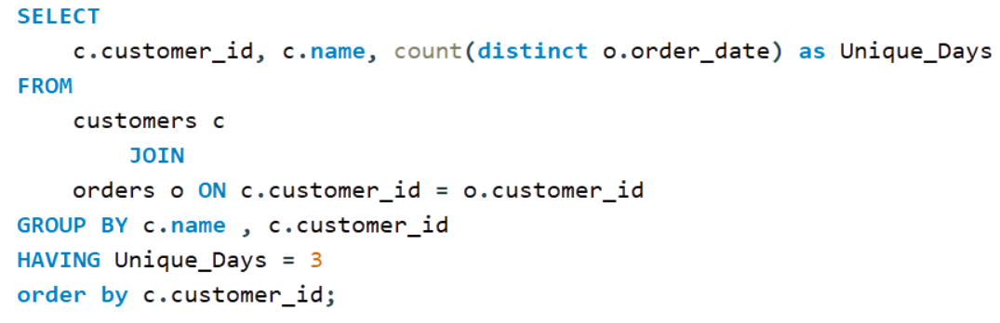 SELECT
    c.customer_id, c.name, count(distinct o.order_date) as Unique_Days
FROM
    customers c
        JOIN
    orders o ON c.customer_id = o.customer_id
GROUP BY c.name , c.customer_id
HAVING Unique_Days = 3
order by c.customer_id;